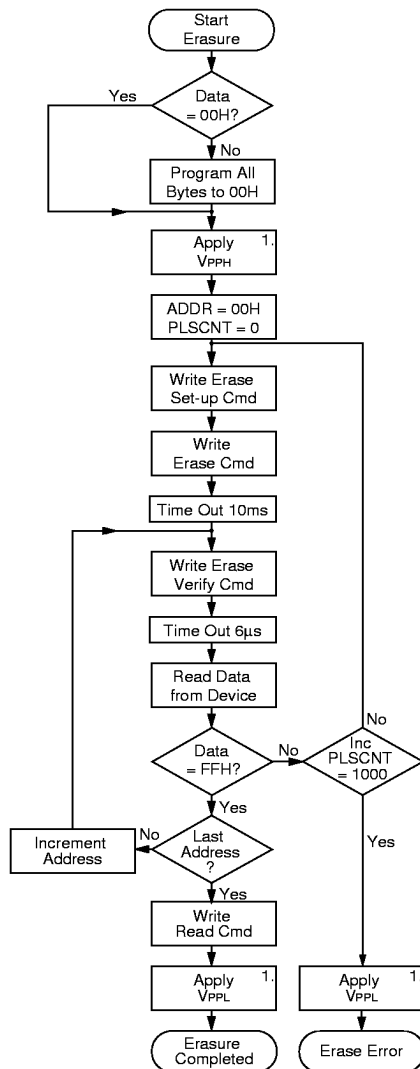 Start
Erasure
Data
= 00H?
Yes
No
Program All
Bytes to 00H
Apply
VPPH
1.
ADDR = 00H
PLSCNT = 0
Write Erase
Set-up Cmd
Write
Erase Cmd
Time Out 10ms
Write Erase
Verify Cmd
Time Out 6µs
Read Data
from Device
Data
= FFH?
No
Yes
Inc
PLSCNT
= 1000
No
Yes
Last
Address
?
No
Yes
Increment
Address
Write
Read Cmd
Apply
VPPL
1.
Apply
VPPL
1.
Erasure
Completed
Erase Error